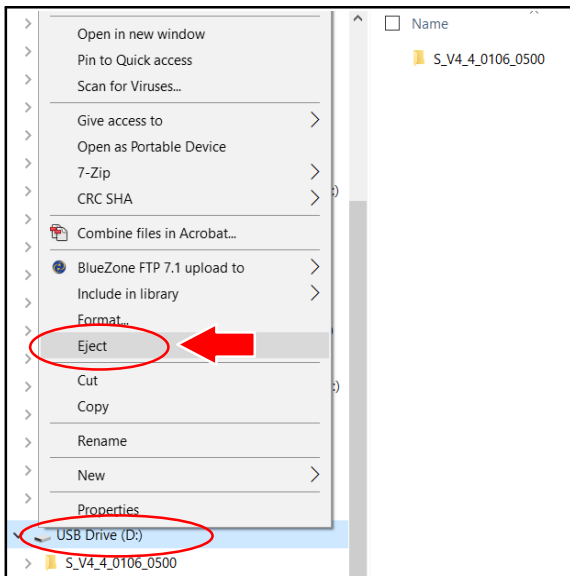 Open in new window
Pin to Quick access
Scan for Viruses...
Give access to
Open as Portable Device
7-Zip
CRC SHA
:)
Combine files in Acrobat...
BlueZone FTP 7.1 upload to
Include in library
Format...
)
Eject
Cut
:)
Copy
Rename
New
Properties
USB Drive (D:)
S_V4_4_0106_0500
Name
S_V4_4_0106_0500